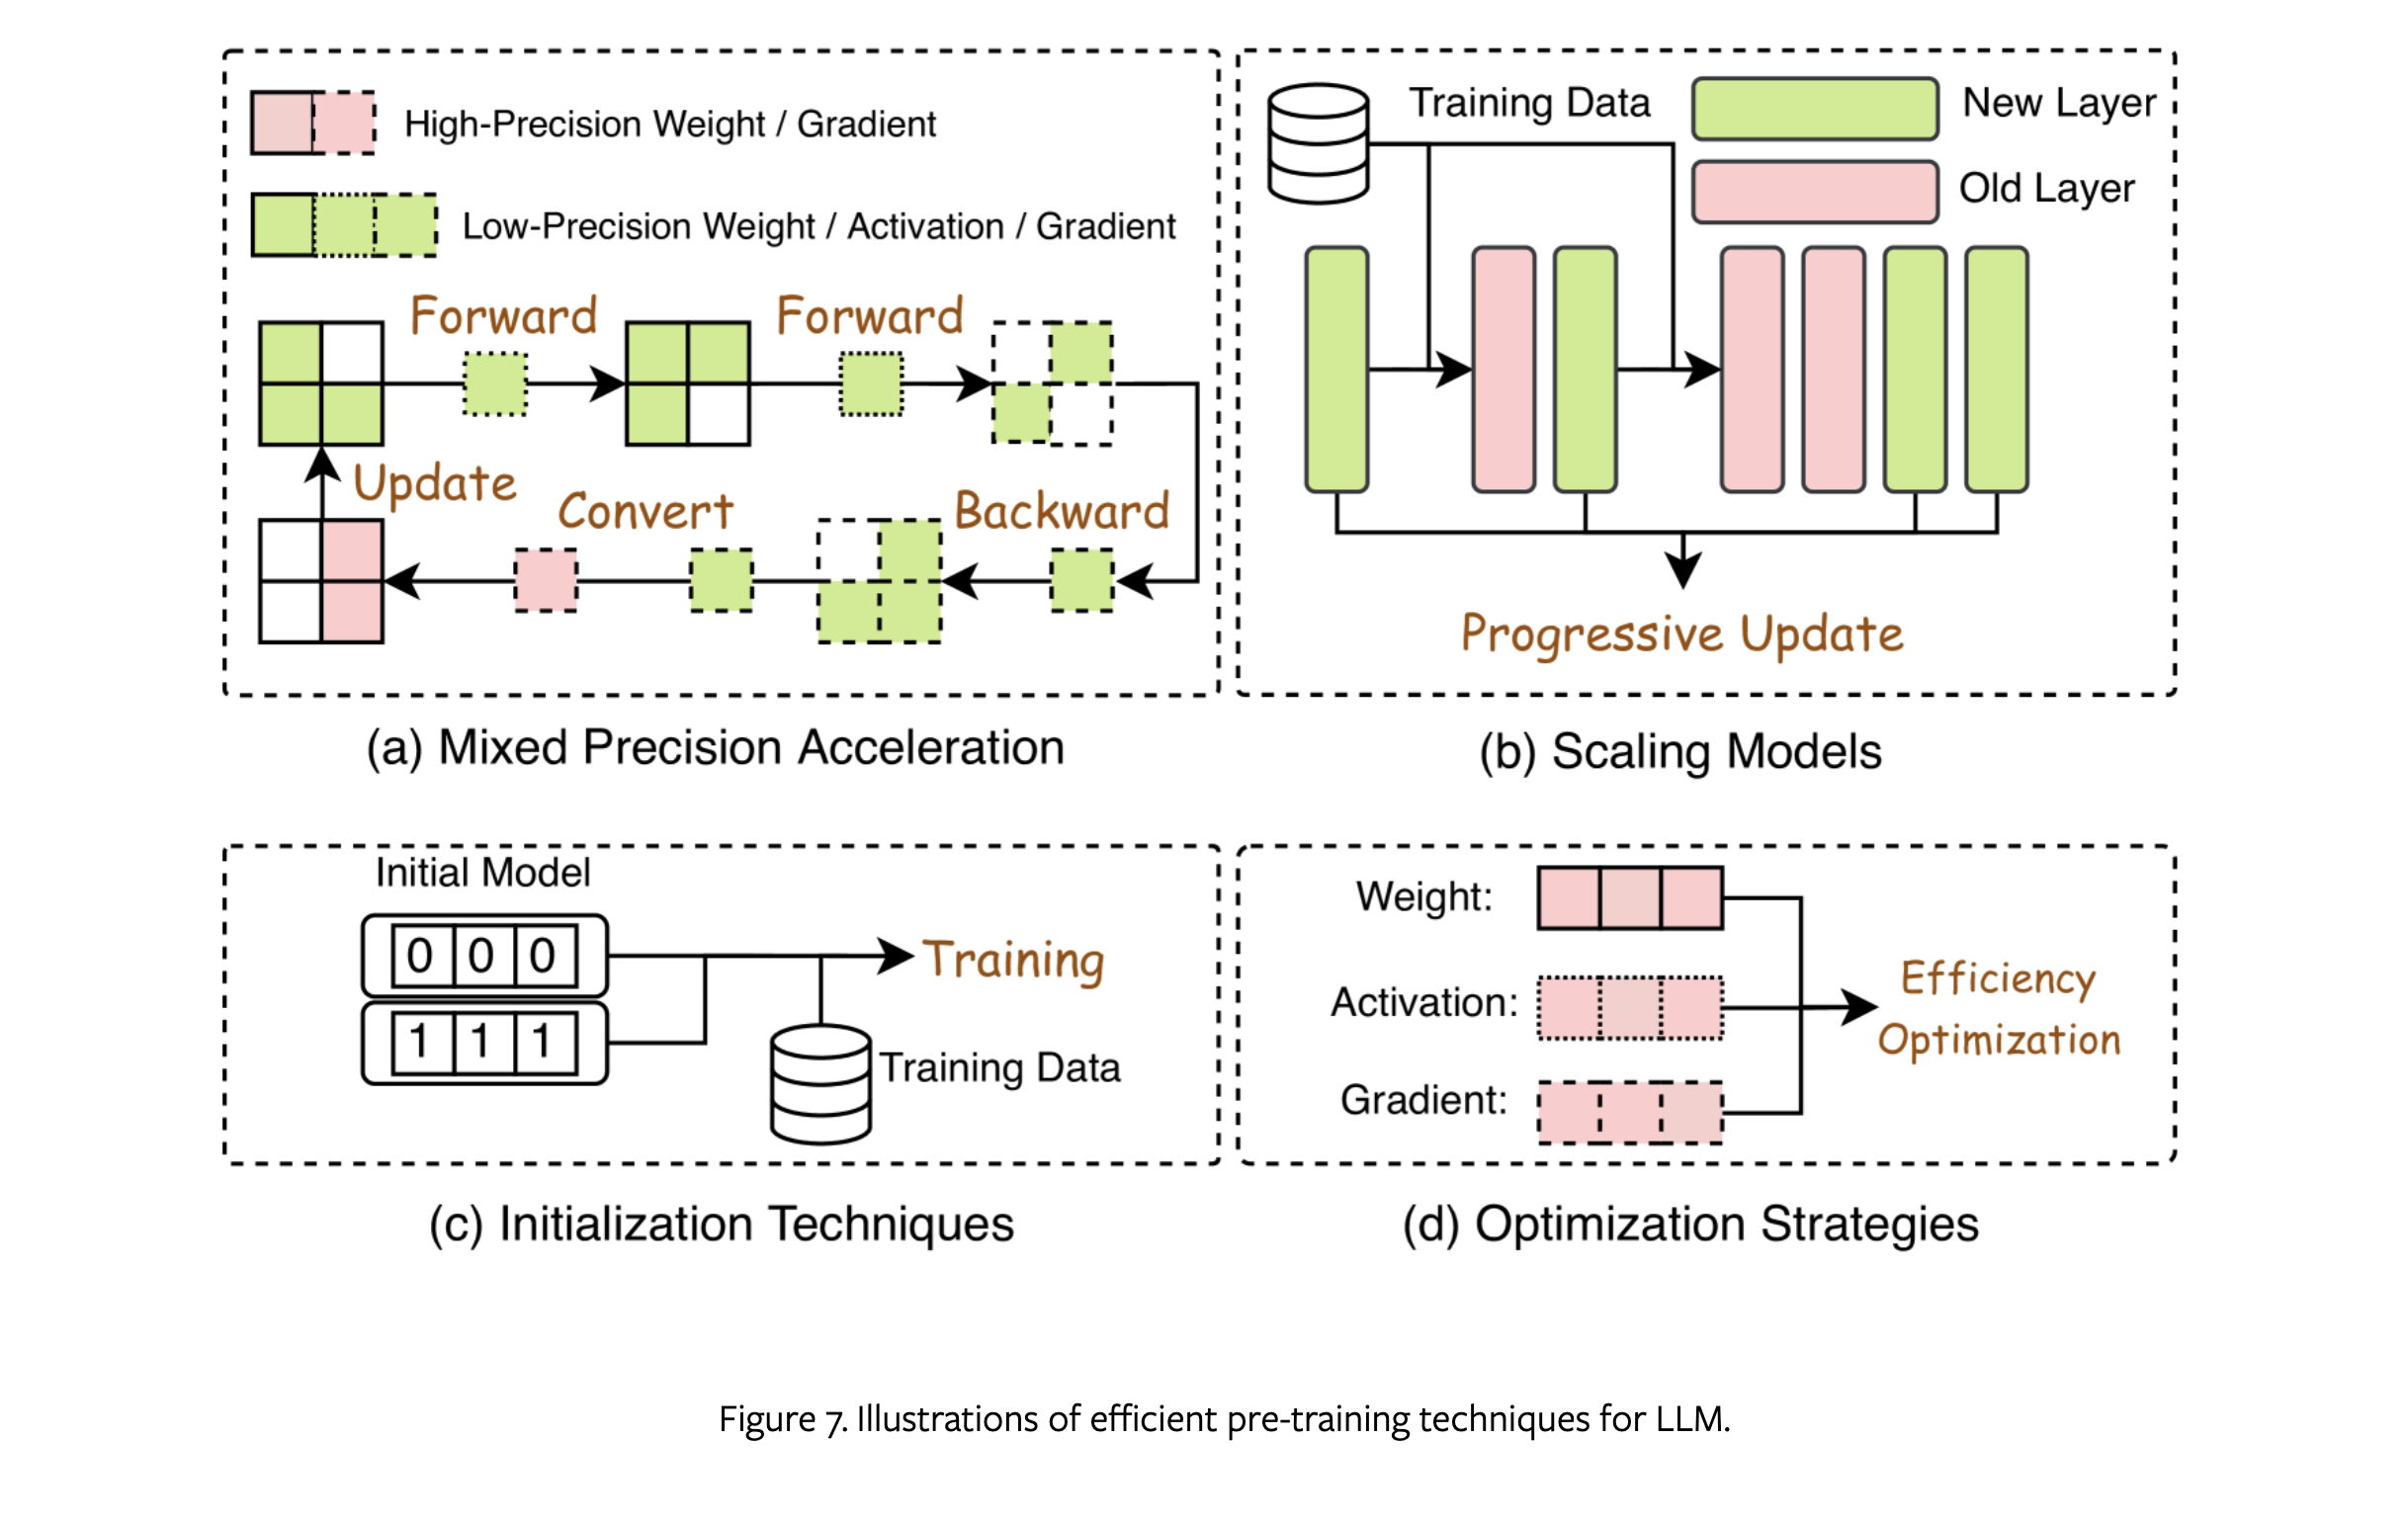 High-Precision Weight / Gradient
Low-Precision Weight / Activation / Gradient
Forward
Forward
Update
Convert
Backward
(a) Mixed Precision Acceleration
Training Data
New Layer
Old Layer
Progressive Update
(b) Scaling Models
Initial Model
0 0 0
1 1 1
Training
Training Data
(c) Initialization Techniques
Weight:
Activation:
Gradient:
Efficiency
Optimization
(d) Optimization Strategies
Figure 7. Illustrations of efficient pre-training techniques for LLM.